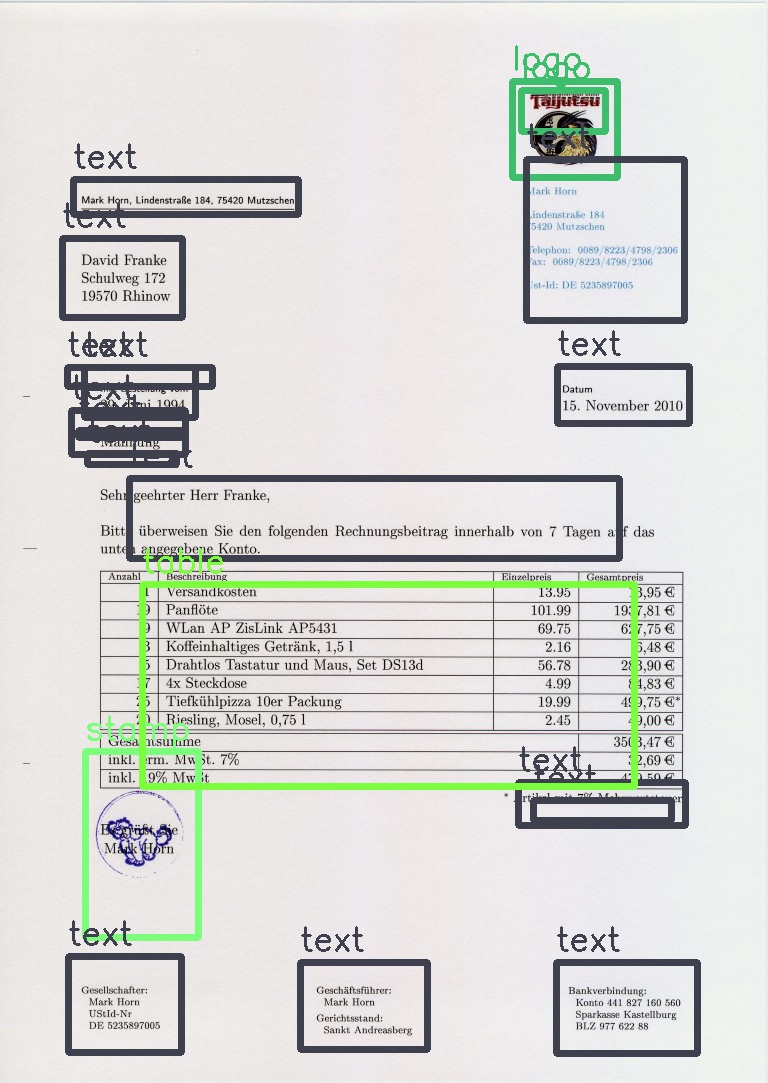 logo
logo
Taijutsu
text
text
Mark Horn, Lindenstraße 184, 75420 Mutzschen
Mark Horn
Lindenstraße 184
75420 Mutzschen
Telephon: 0089/8223/4798/2306
Fax: 0089/8223/4798/2306
Ust-Id: DE 5235897005
text
David Franke
Schulweg 172
19570 Rhinow
text
text
text
Datum
15. November 2010
Juni 1994
text
text
Mahnung
text
Sehr geehrter Herr Franke,
Bitte überweisen Sie den folgenden Rechnungsbeitrag innerhalb von 7 Tagen auf das
unten angegebene Konto.
table
Anzahl Beschreibung Einzelpreis Gesamtpreis
1 Versandkosten 13.95 13,95 €
19 Panflöte 101.99 1937,81 €
9 WLan AP ZisLink AP5431 69.75 627,75 €
3 Koffeinhaltiges Getränk, 1,5 l 2.16 6,48 €
5 Drahtlos Tastatur und Maus, Set DS13d 56.78 283,90 €
17 4x Steckdose 4.99 84,83 €
25 Tiefkühlpizza 10er Packung 19.99 499,75 €*
20 Riesling, Mosel, 0,75 l 2.45 49,00 €
stamp
Gesamtsumme 3503,47 €
inkl. erm. MwSt. 7% 32,69 €
inkl. 19% MwSt
text
text
* Artikel mit 7% Mehrwertsteuer
Es grüßt Sie
Mark Horn
text
Gesellschafter:
Mark Horn
UStId-Nr
DE 5235897005
text
Geschäftsführer:
Mark Horn
Gerichtsstand:
Sankt Andreasberg
text
Bankverbindung:
Konto 441 827 160 560
Sparkasse Kastellburg
BLZ 977 622 88